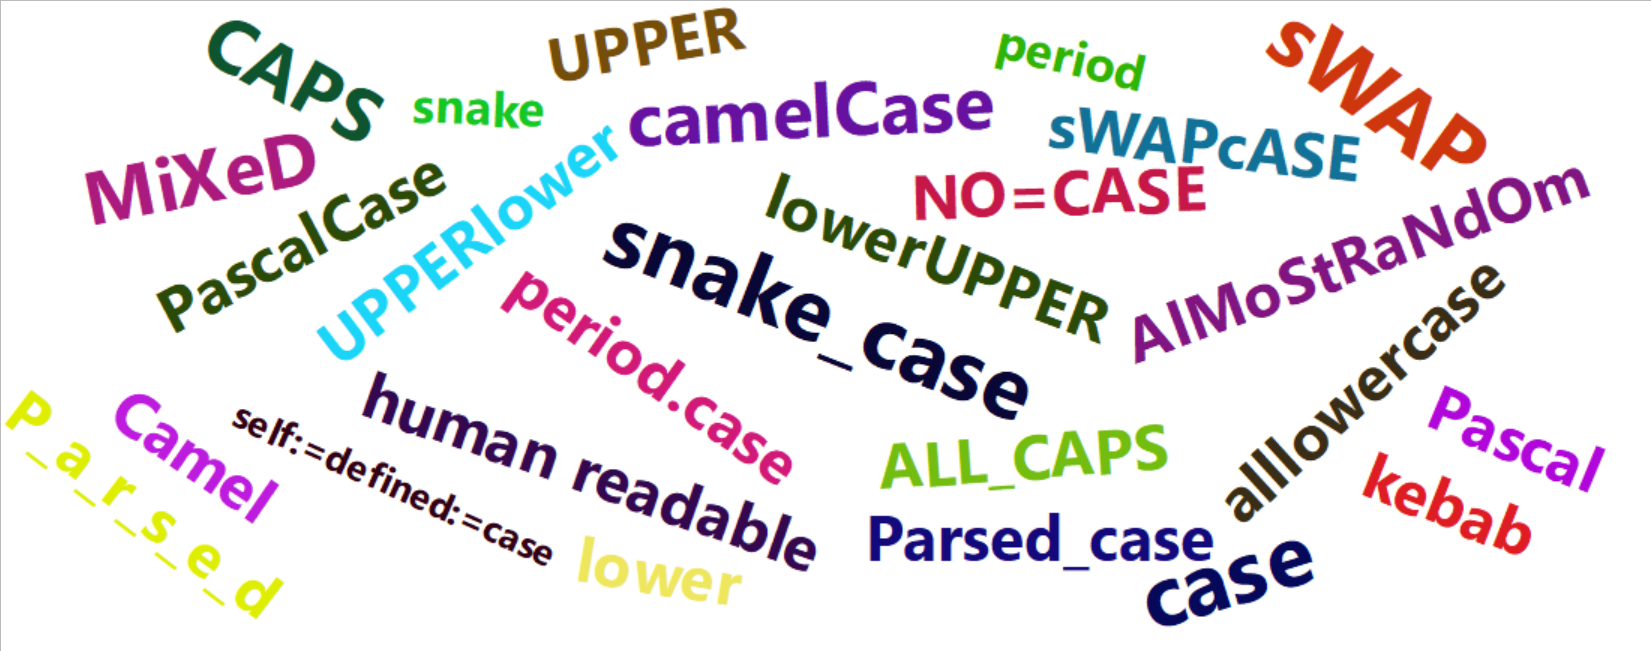 CAPS
UPPER
period
sWAP
snake
camelCase
sWAPcASE
MiXeD
PascalCase
UPPERlower
NO=CASE
lowerUPPER
AlMoStRaNdOm
snake_case
period.case
alllowercase
P_a_r_s_e_d
Camel
self:=defined:=case
human readable
ALL_CAPS
Pascal
kebab
lower
Parsed_case
case